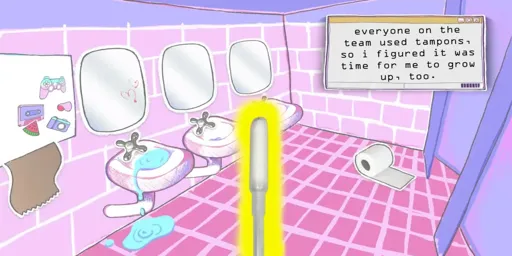 everyone on the
team used tampons,
so i figured it was
time for me to grow
up, too.